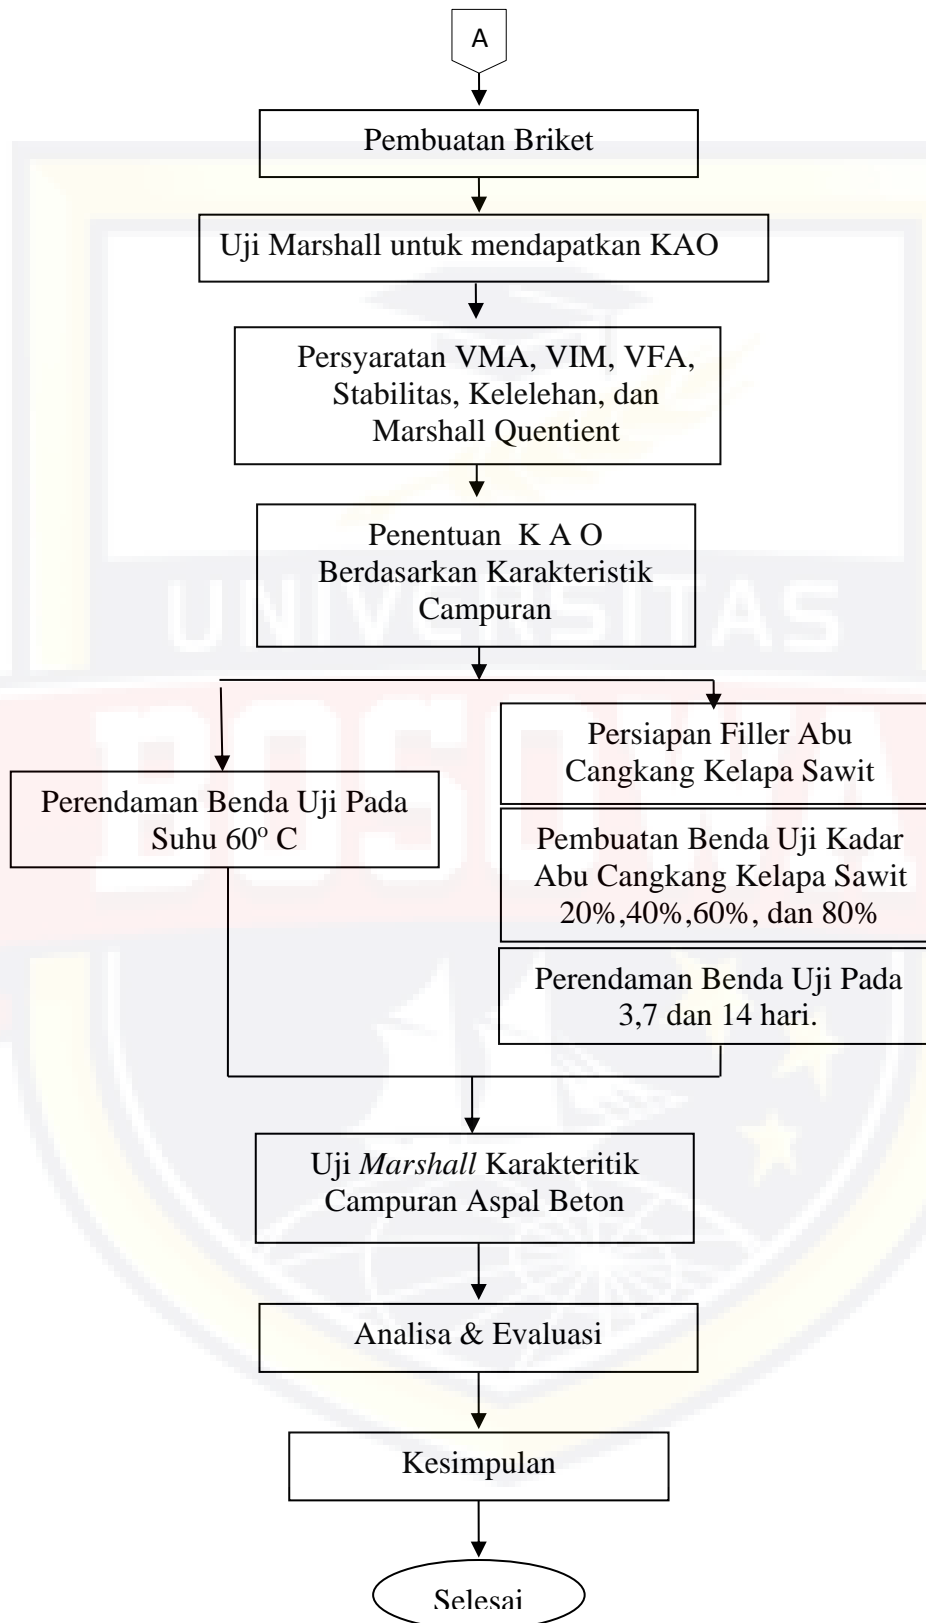 A
Pembuatan Briket
Uji Marshall untuk mendapatkan KAO
Persyaratan VMA, VIM, VFA,
Stabilitas, Kelelehan, dan
Marshall Quentient
Penentuan K A O
Berdasarkan Karakteristik
Campuran
UNIVERSITAS
BOSOWA
Perendaman Benda Uji Pada
Suhu 60º C
Persiapan Filler Abu
Cangkang Kelapa Sawit
Pembuatan Benda Uji Kadar
Abu Cangkang Kelapa Sawit
20%,40%,60%, dan 80%
Perendaman Benda Uji Pada
3,7 dan 14 hari.
Uji Marshall Karakteritik
Campuran Aspal Beton
Analisa & Evaluasi
Kesimpulan
Selesai